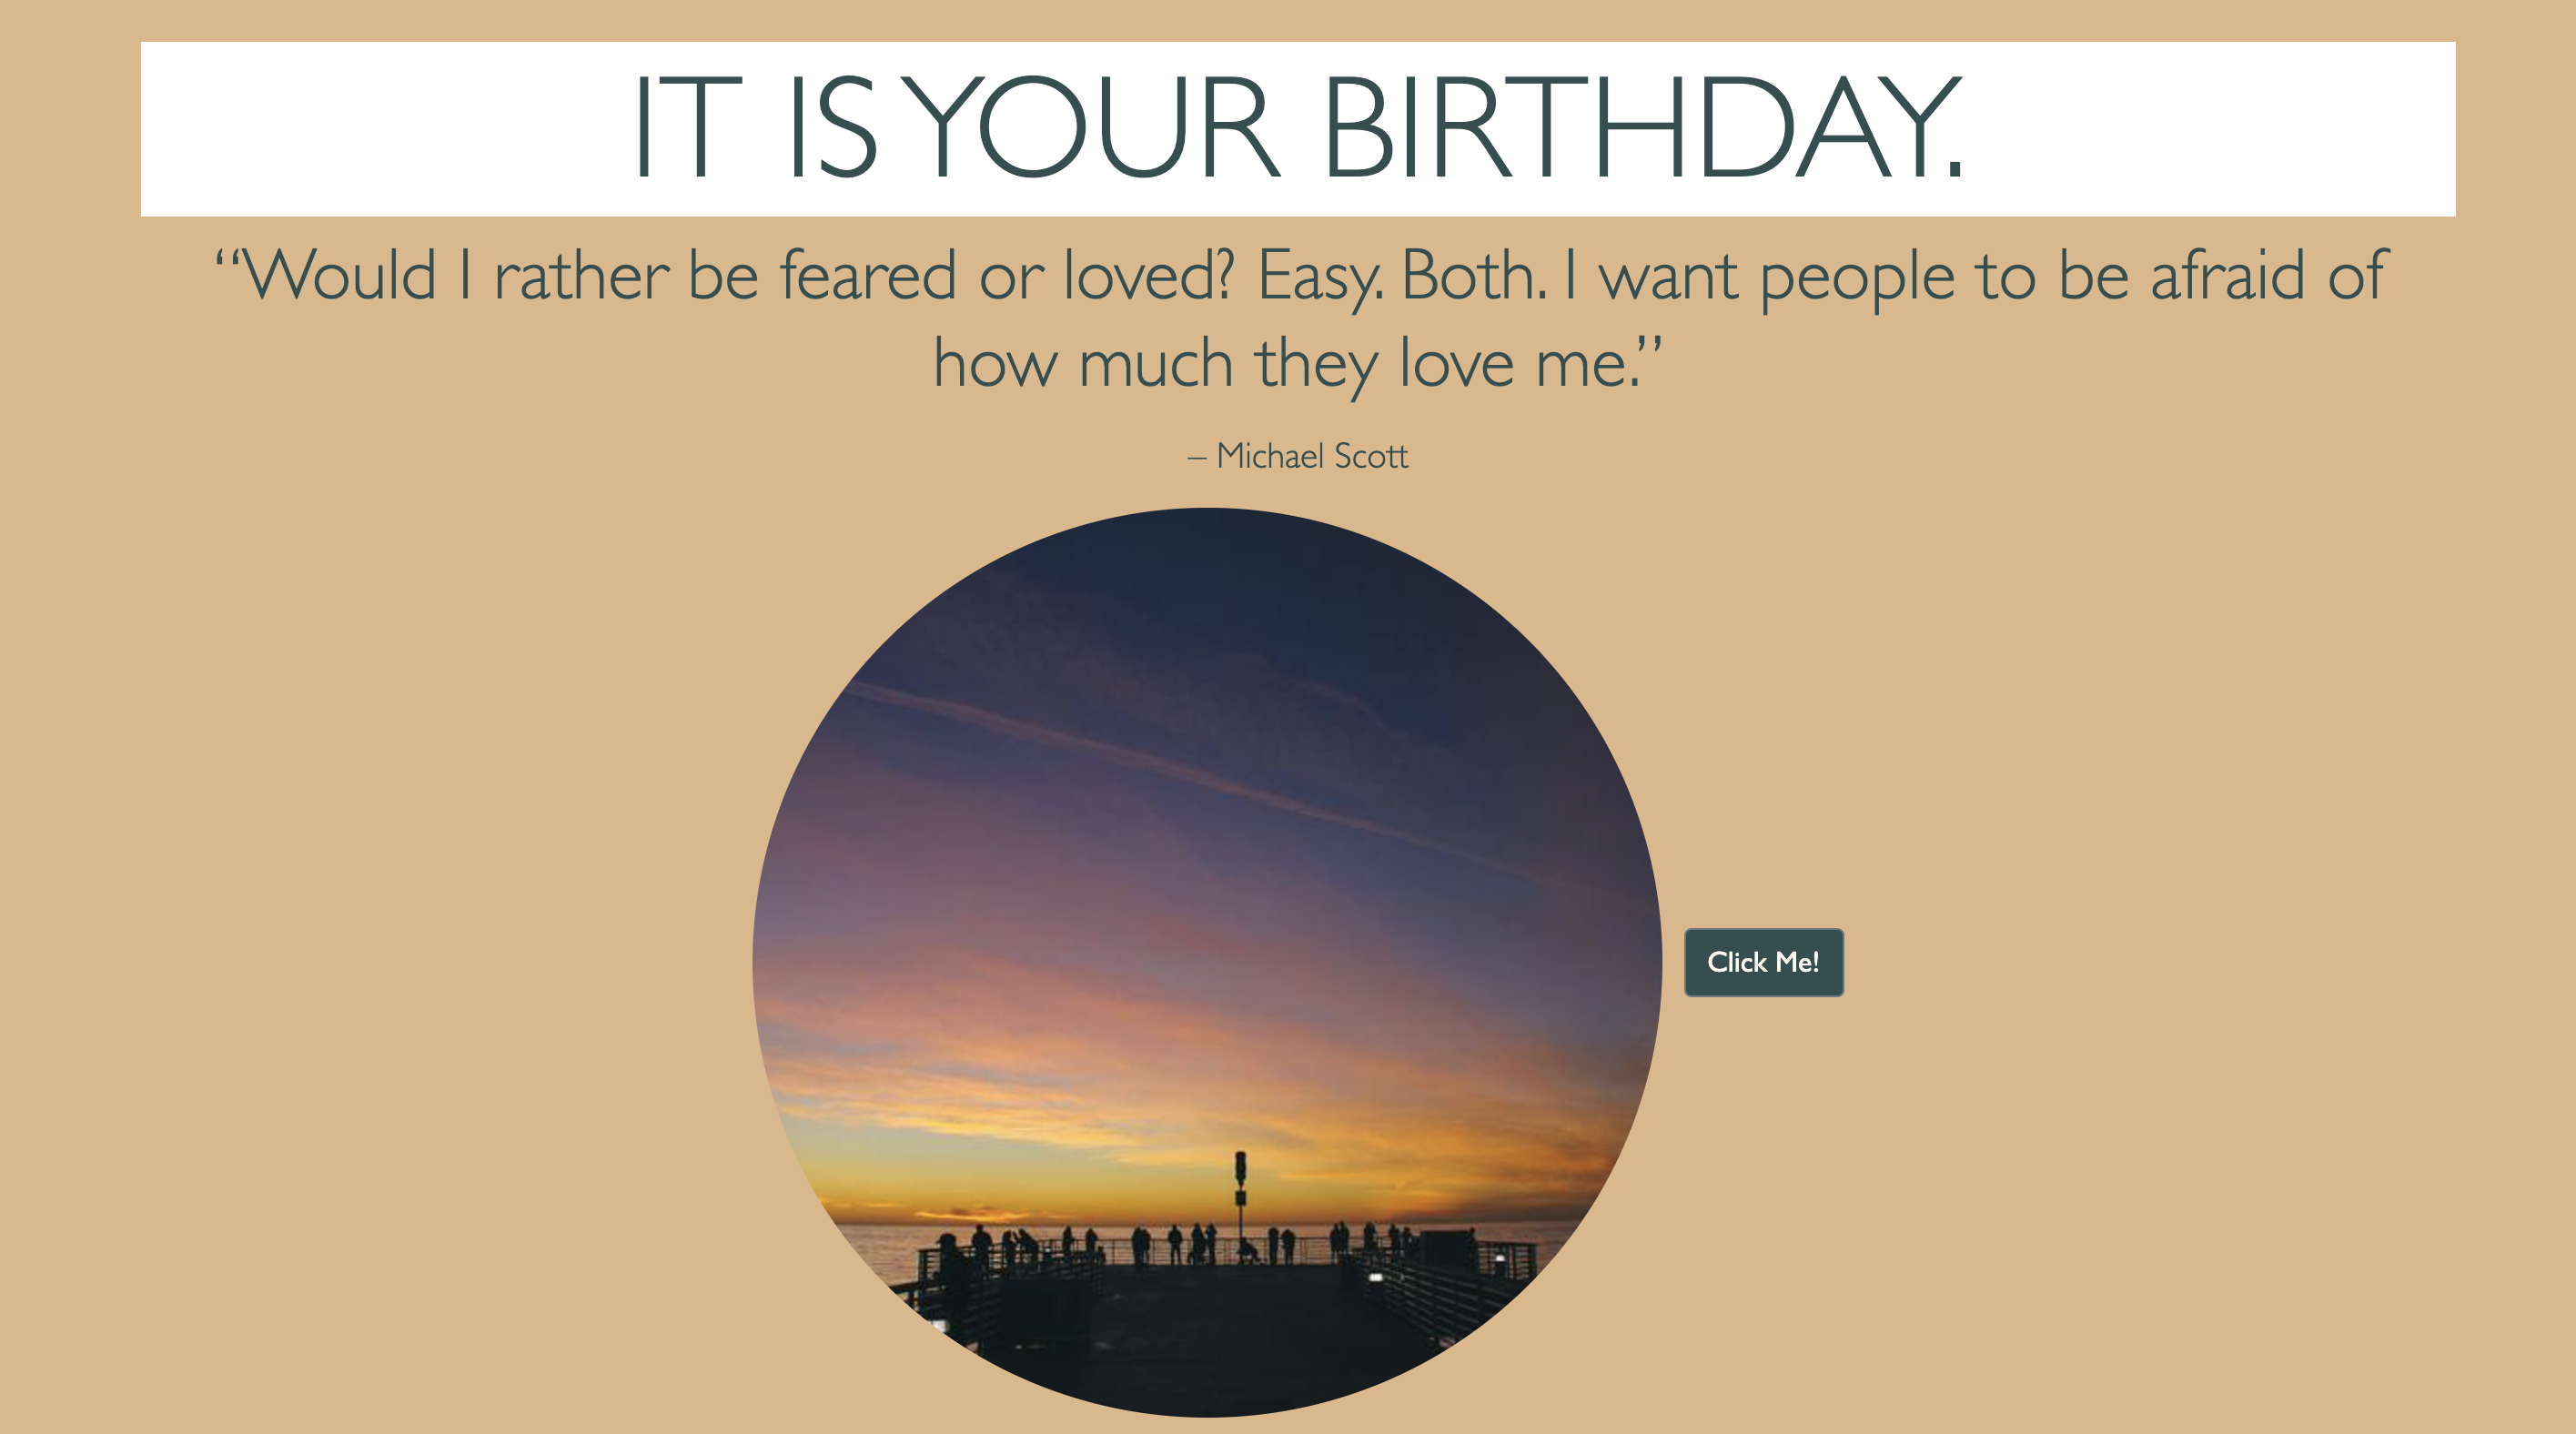 IT IS YOUR BIRTHDAY.
“Would I rather be feared or loved? Easy. Both. I want people to be afraid of
how much they love me.”
– Michael Scott
Click Me!